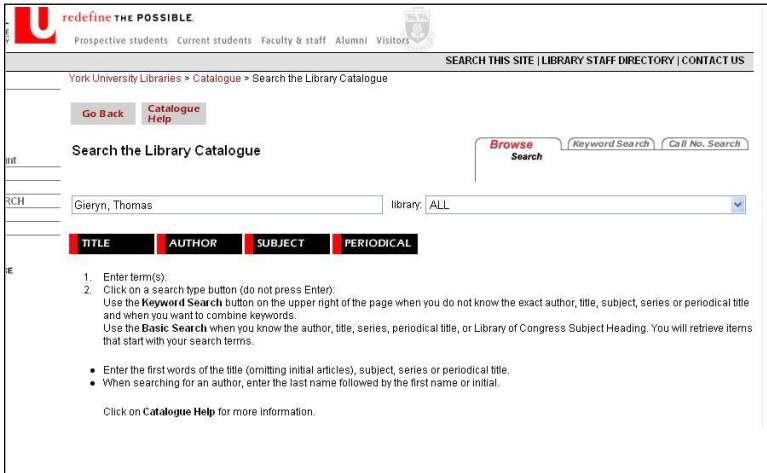 U redefine THE POSSIBLE.
Prospective students Current students Faculty & staff Alumni Visitors
SEARCH THIS SITE | LIBRARY STAFF DIRECTORY | CONTACT US
York University Libraries > Catalogue > Search the Library Catalogue
Go Back Catalogue Help
Search the Library Catalogue
Browse Search Keyword Search Call No. Search
RCH
Gieryn, Thomas library: ALL
TITLE AUTHOR SUBJECT PERIODICAL
1. Enter term(s):
2. Click on a search type button (do not press Enter):
Use the Keyword Search button on the upper right of the page when you do not know the exact author, title, subject, series or periodical title
and when you want to combine keywords.
Use the Basic Search when you know the author, title, series, periodical title, or Library of Congress Subject Heading. You will retrieve items
that start with your search terms.
• Enter the first words of the title (omitting initial articles), subject, series or periodical title.
• When searching for an author, enter the last name followed by the first name or initial.
Click on Catalogue Help for more information.